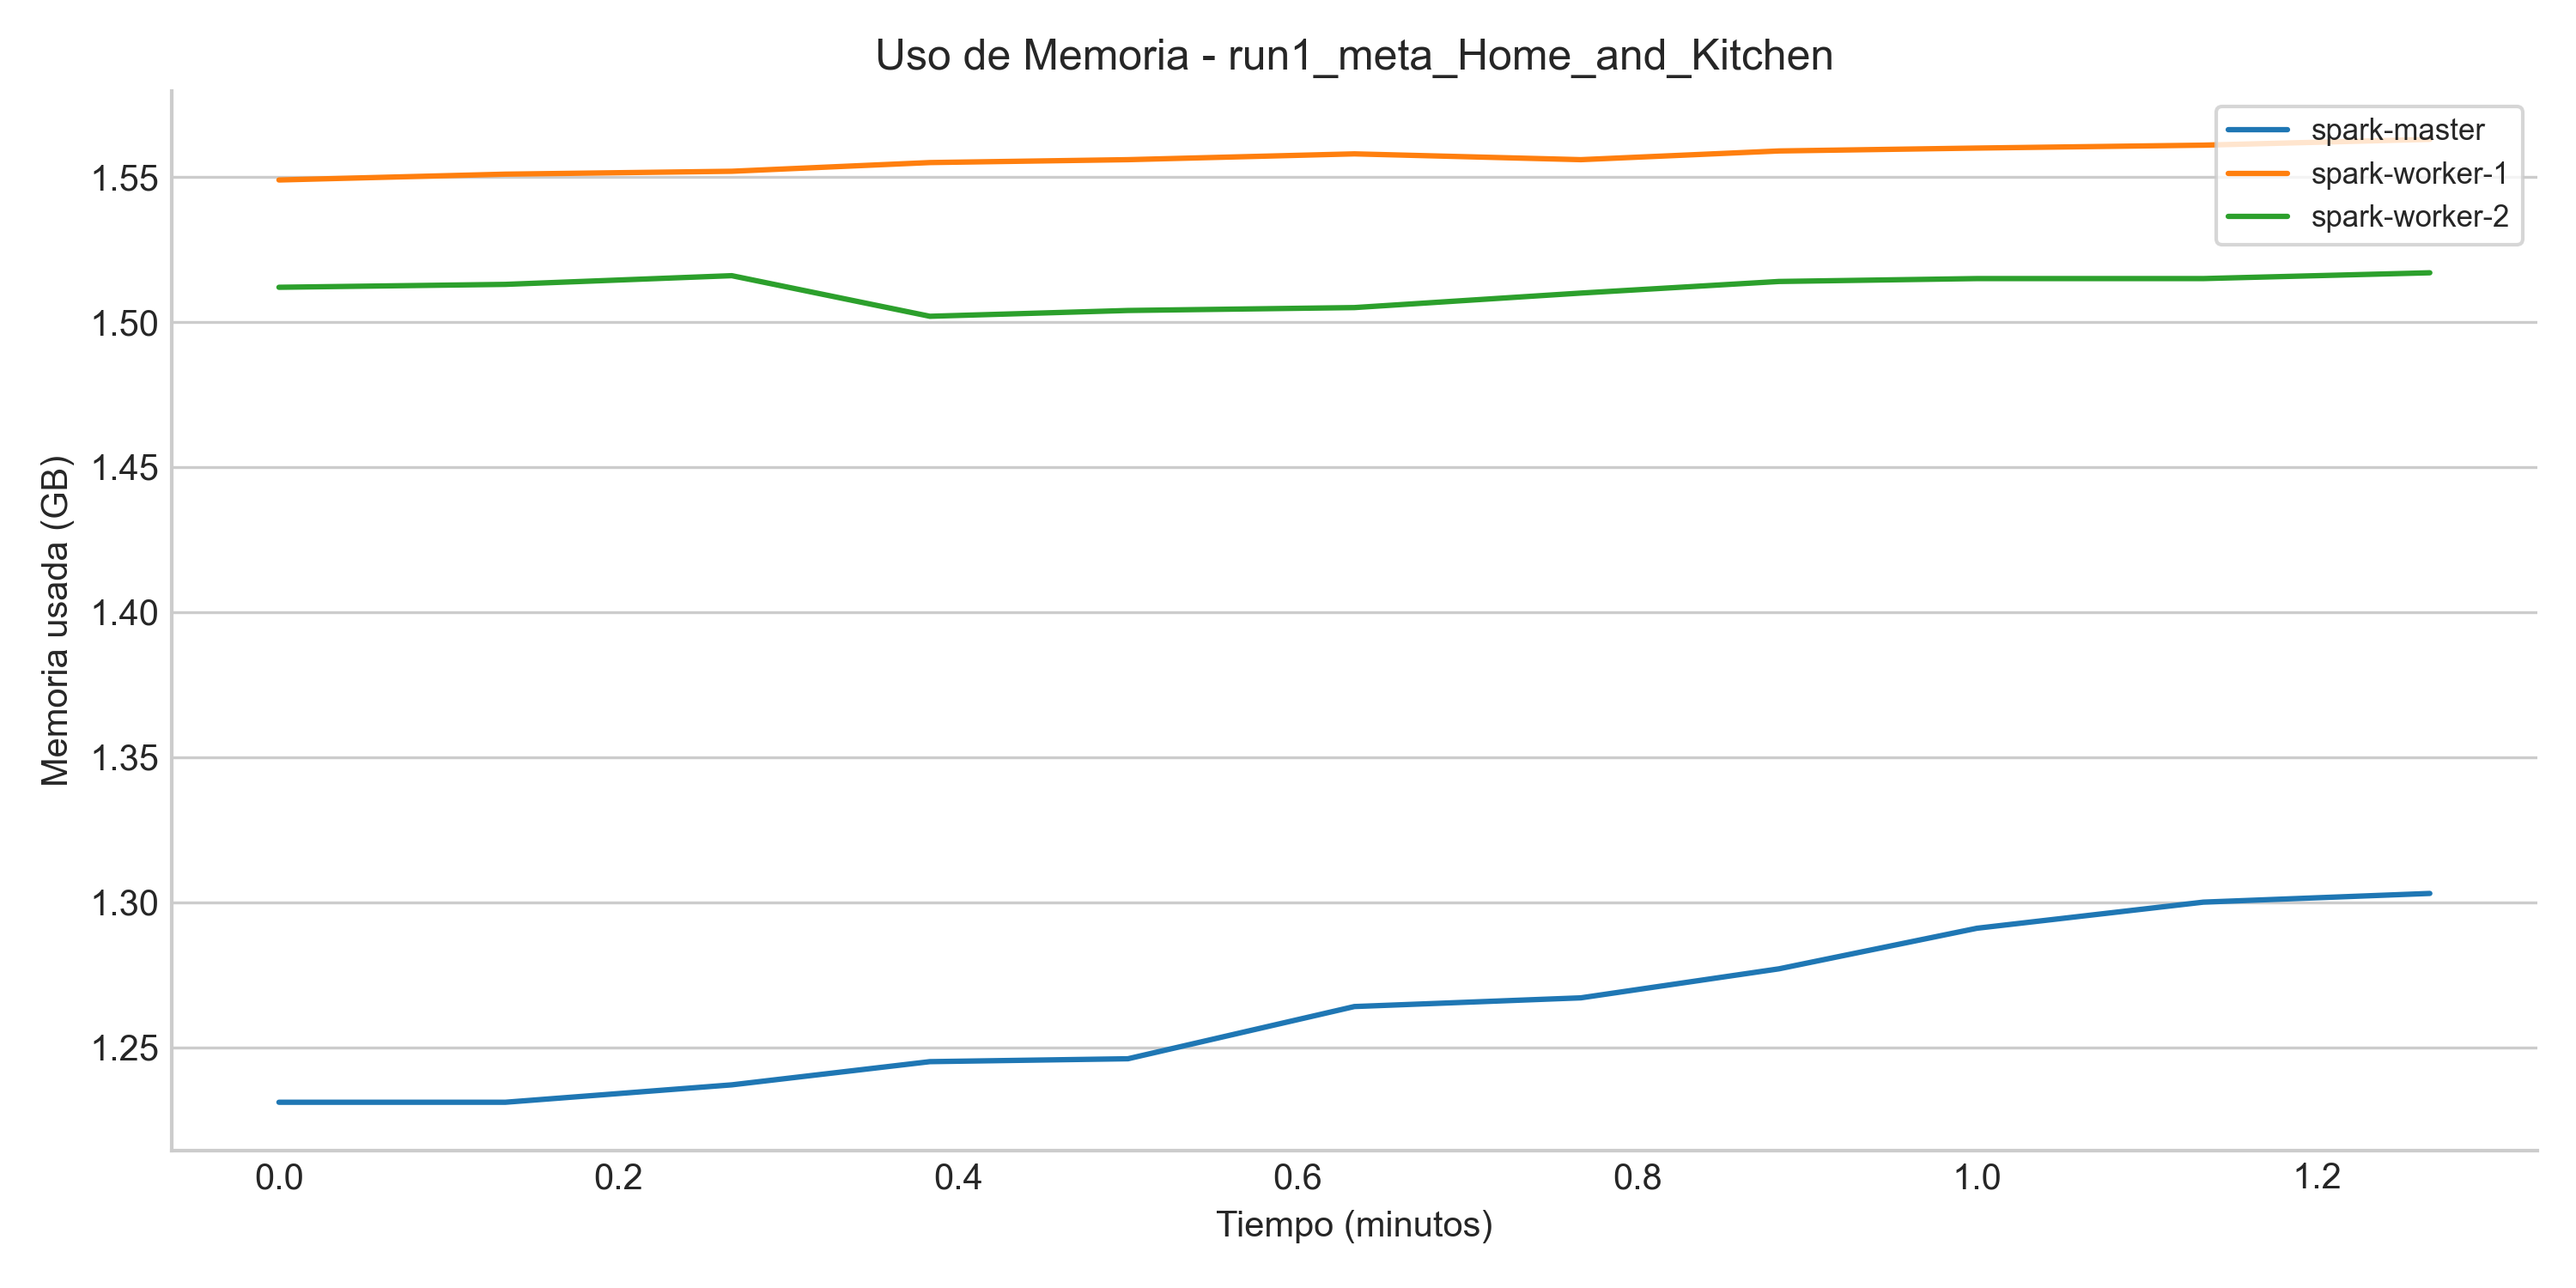 Uso de Memoria - run1_meta_Home_and_Kitchen
spark-master
spark-worker-1
spark-worker-2
Memoria usada (GB)
1.55
1.50
1.45
1.40
1.35
1.30
1.25
0.0 0.2 0.4 0.6 0.8 1.0 1.2
Tiempo (minutos)